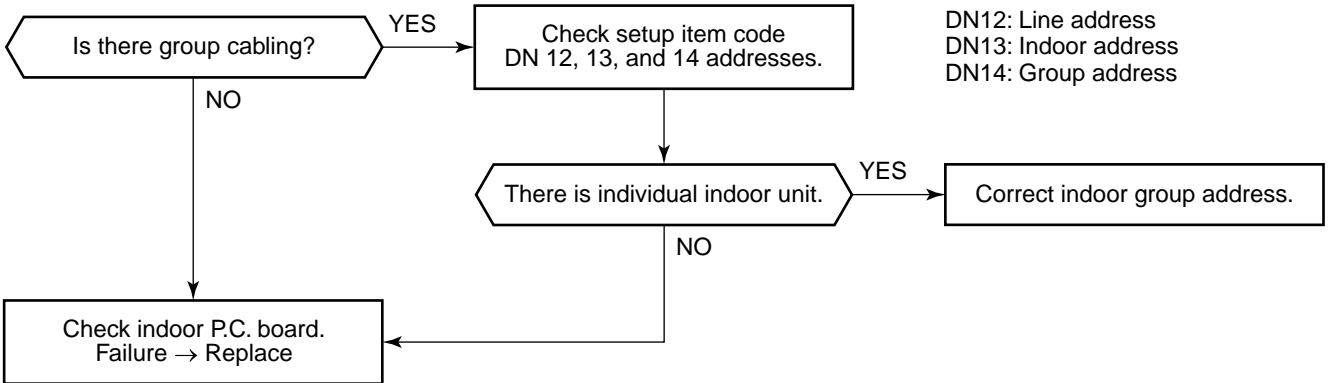 Is there group cabling?
YES
Check setup item code
DN 12, 13, and 14 addresses.
DN12: Line address
DN13: Indoor address
DN14: Group address
NO
There is individual indoor unit.
YES
Correct indoor group address.
NO
Check indoor P.C. board.
Failure → Replace